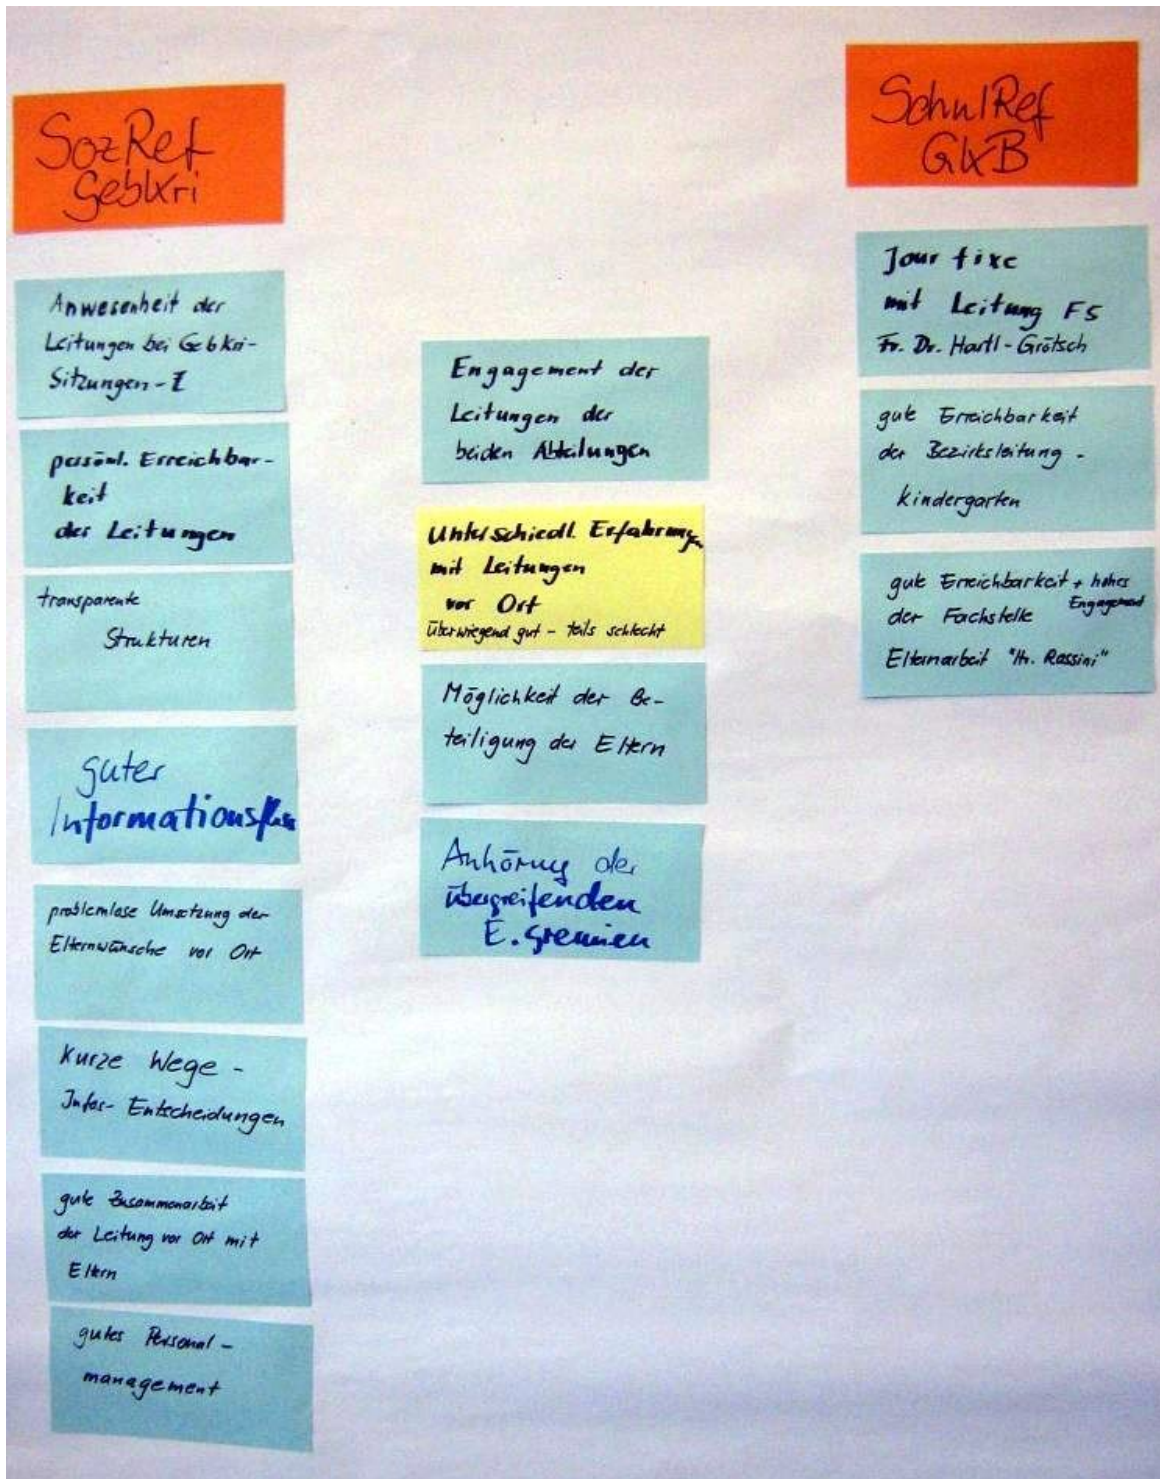 SozRef
GebKri
Anwesenheit der
Leitungen bei GebKri-
Sitzungen-
persönl. Erreichbar-
keit
der Leitungen
transparente
Strukturen
guter
Informationsfluss
problemlose Umsetzung der
Elternwünsche vor Ort
Kurze Wege -
Infos- Entscheidungen
gute Zusammenarbeit
der Leitung vor Ort mit
Eltern
gutes Personal-
management
Engagement der
Leitungen der
beiden Abteilungen
Unterschiedl. Erfahrungen
mit Leitungen
vor Ort
überwiegend gut - teils schlecht
Möglichkeit der Be-
teiligung der Eltern
Anhörung der
übergreifenden
E. Gremien
SchulRef
GKB
Jour fixe
mit Leitung FS
Fr. Dr. Hartl-Grötsch
gute Erreichbarkeit
der Bezirksleitung -
Kindergarten
gute Erreichbarkeit + hohes
Engagement
der Fachstelle
Elternarbeit "Hr. Rossini"